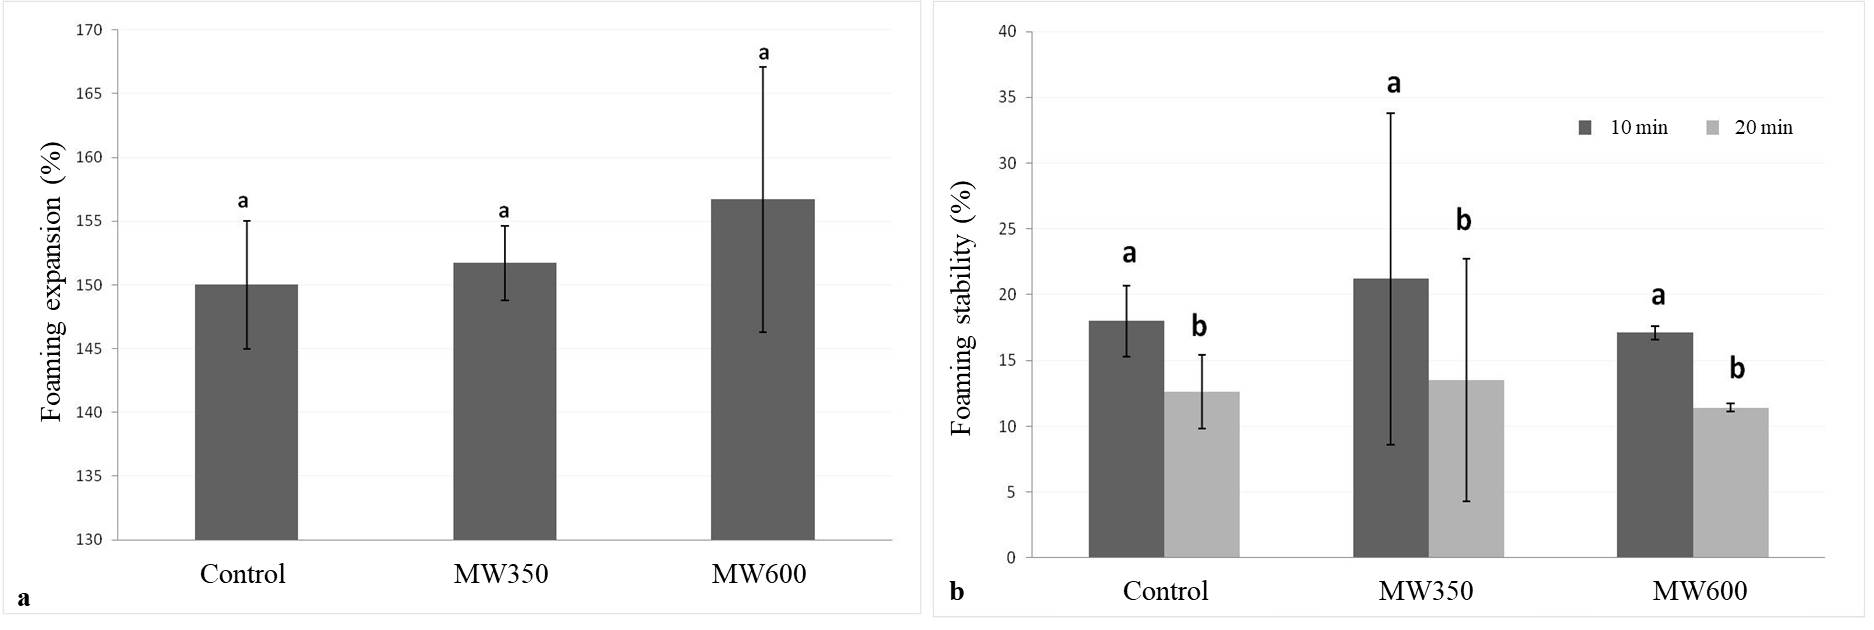 Foaming expansion (%)
170
165
160
155
150
145
140
135
130
a
a
a
Control
MW350
MW600
a
Foaming stability (%)
40
35
30
25
20
15
10
5
0
10 min
20 min
a
b
a
b
a
b
Control
MW350
MW600
b